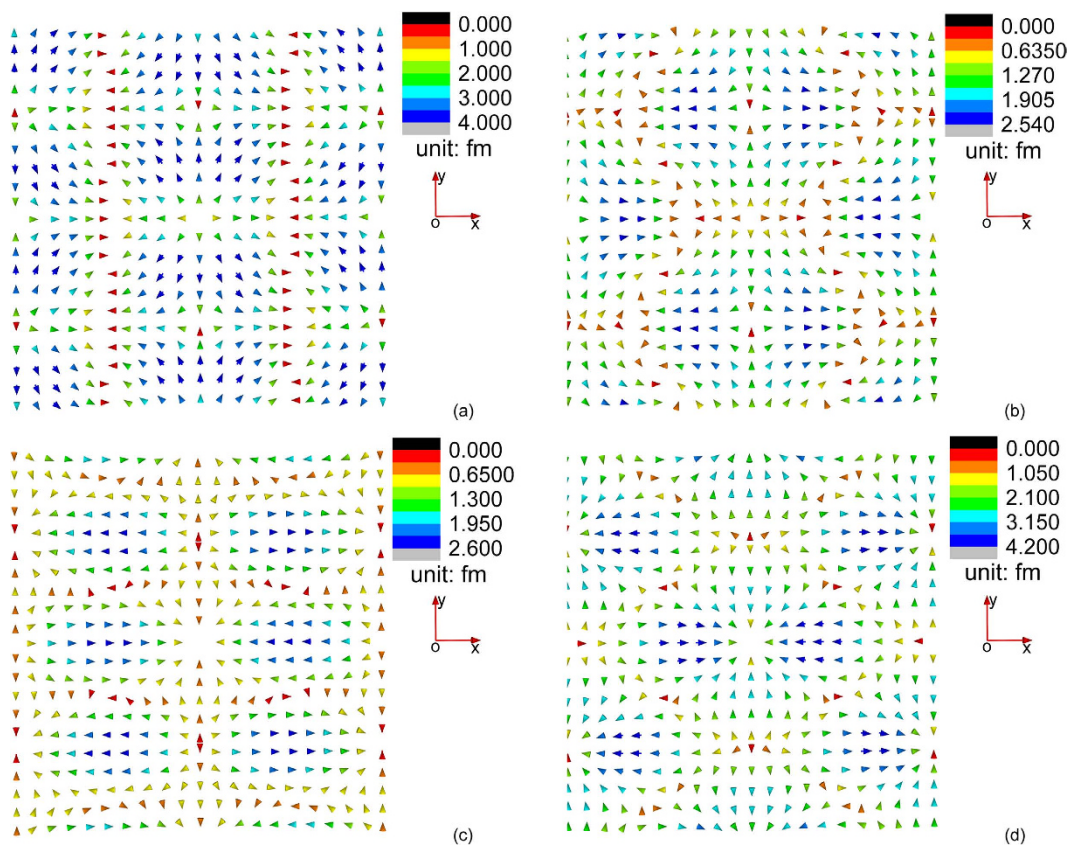 0.000
1.000
2.000
3.000
4.000
unit: fm
y
o
x
(a)
0.000
0.6350
1.270
1.905
2.540
unit: fm
y
o
x
(b)
0.000
0.6500
1.300
1.950
2.600
unit: fm
y
o
x
(c)
0.000
1.050
2.100
3.150
4.200
unit: fm
y
o
x
(d)